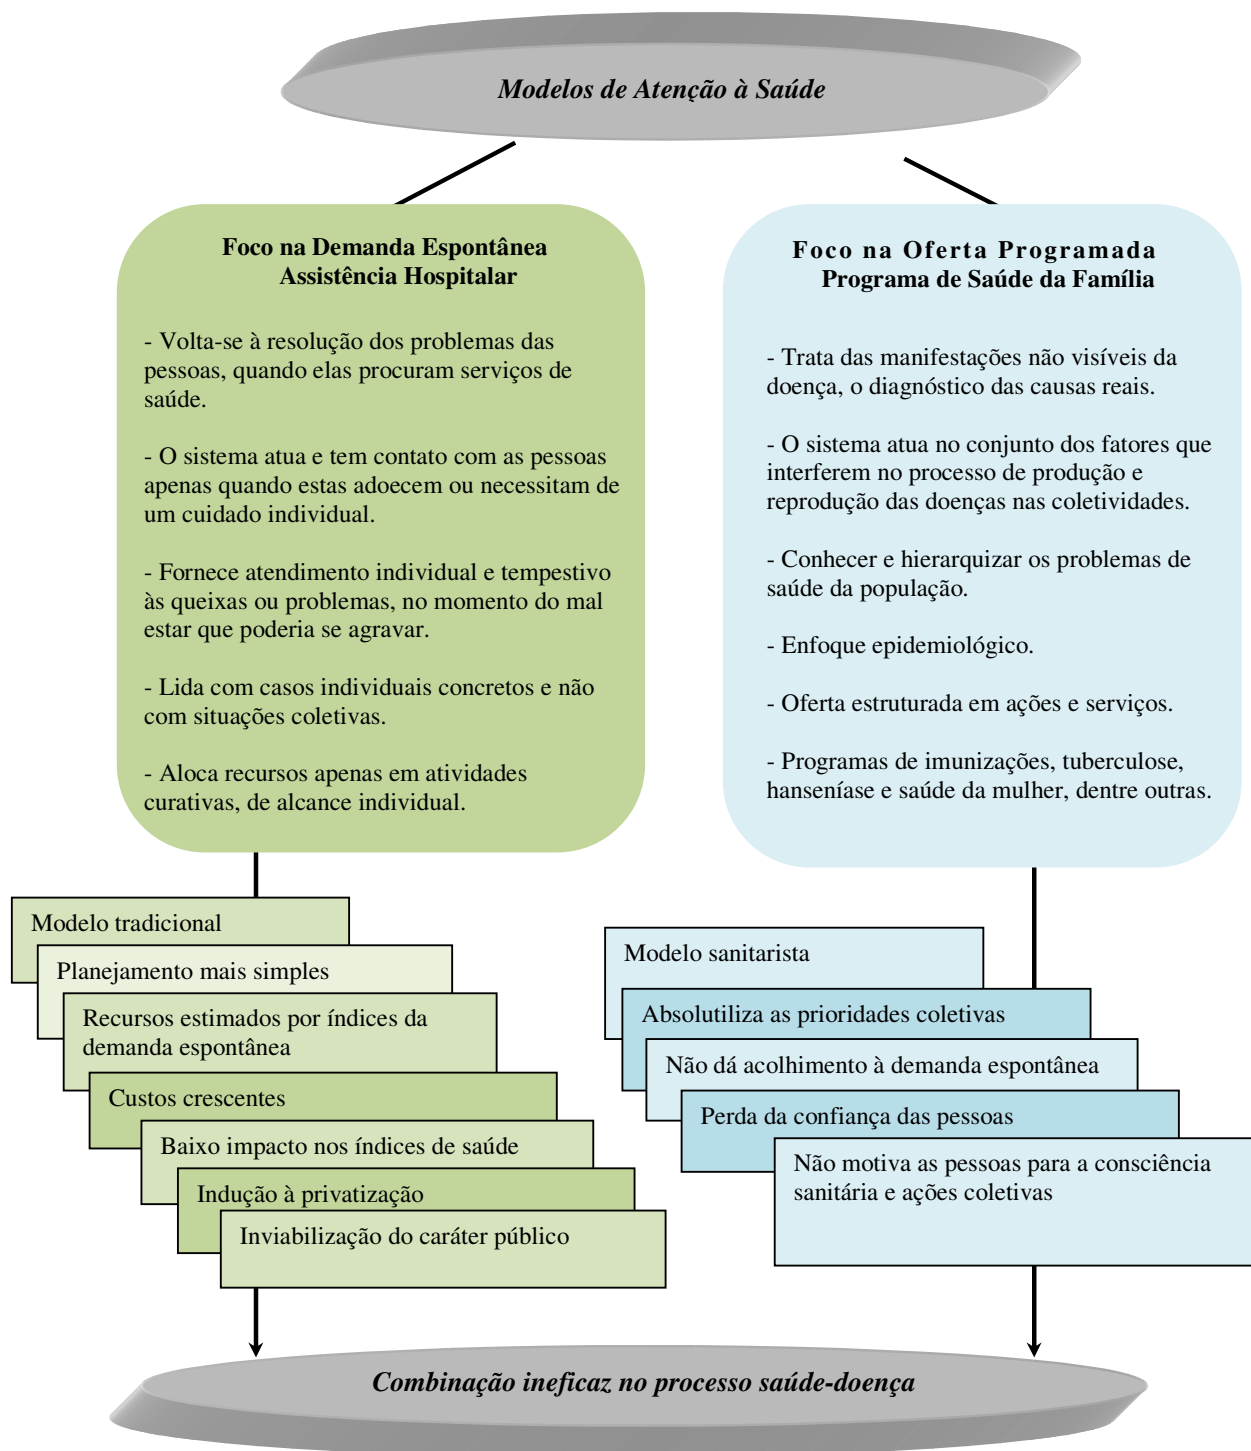 Modelos de Atenção à Saúde
Foco na Demanda Espontânea
Assistência Hospitalar
- Volta-se à resolução dos problemas das
pessoas, quando elas procuram serviços de
saúde.
- O sistema atua e tem contato com as pessoas
apenas quando estas adoecem ou necessitam de
um cuidado individual.
- Fornece atendimento individual e tempestivo
às queixas ou problemas, no momento do mal
estar que poderia se agravar.
- Lida com casos individuais concretos e não
com situações coletivas.
- Aloca recursos apenas em atividades
curativas, de alcance individual.
Foco na Oferta Programada
Programa de Saúde da Família
- Trata das manifestações não visíveis da
doença, o diagnóstico das causas reais.
- O sistema atua no conjunto dos fatores que
interferem no processo de produção e
reprodução das doenças nas coletividades.
- Conhecer e hierarquizar os problemas de
saúde da população.
- Enfoque epidemiológico.
- Oferta estruturada em ações e serviços.
- Programas de imunizações, tuberculose,
hanseníase e saúde da mulher, dentre outras.
Modelo tradicional
Planejamento mais simples
Recursos estimados por índices da
demanda espontânea
Custos crescentes
Baixo impacto nos índices de saúde
Indução à privatização
Inviabilização do caráter público
Modelo sanitarista
Absolutiliza as prioridades coletivas
Não dá acolhimento à demanda espontânea
Perda da confiança das pessoas
Não motiva as pessoas para a consciência
sanitária e ações coletivas
Combinação ineficaz no processo saúde-doença